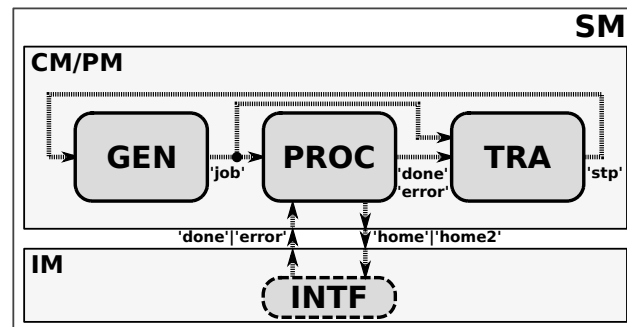 SM
CM/PM
GEN
'job'
PROC
'done'
'error'
TRA
'stp'
'done'|'error'
'home'|'home2'
IM
INTF